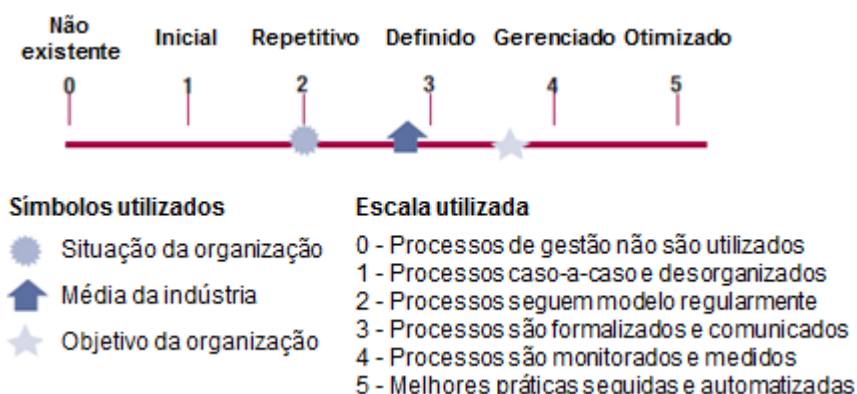 Não existente
Inicial
Repetitivo
Definido
Gerenciado
Otimizado
0
1
2
3
4
5
Símbolos utilizados
Situação da organização
Média da indústria
Objetivo da organização
Escala utilizada
0 - Processos de gestão não são utilizados
1 - Processos caso-a-caso e desorganizados
2 - Processos seguem modelo regularmente
3 - Processos são formalizados e comunicados
4 - Processos são monitorados e medidos
5 - Melhores práticas seguidas e automatizadas